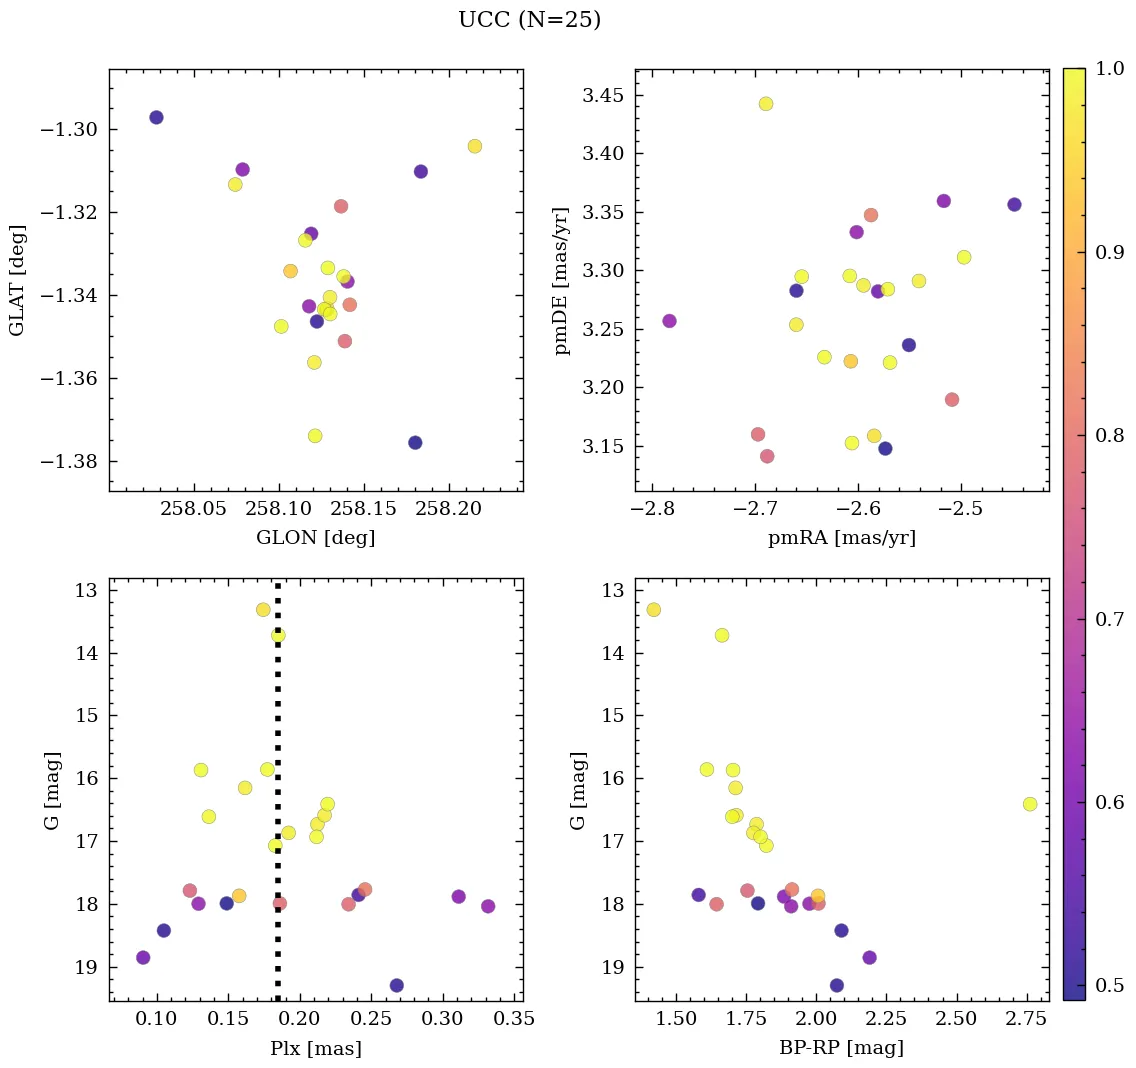 UCC (N=25)
−1.30
−1.32
−1.34
−1.36
−1.38
GLAT [deg]
258.05 258.10 258.15 258.20
GLON [deg]
3.45
3.40
3.35
3.30
3.25
3.20
3.15
pmDE [mas/yr]
−2.8 −2.7 −2.6 −2.5
pmRA [mas/yr]
13
14
15
16
17
18
19
G [mag]
0.10 0.15 0.20 0.25 0.30 0.35
Plx [mas]
13
14
15
16
17
18
19
G [mag]
1.50 1.75 2.00 2.25 2.50 2.75
BP-RP [mag]
1.0
0.9
0.8
0.7
0.6
0.5